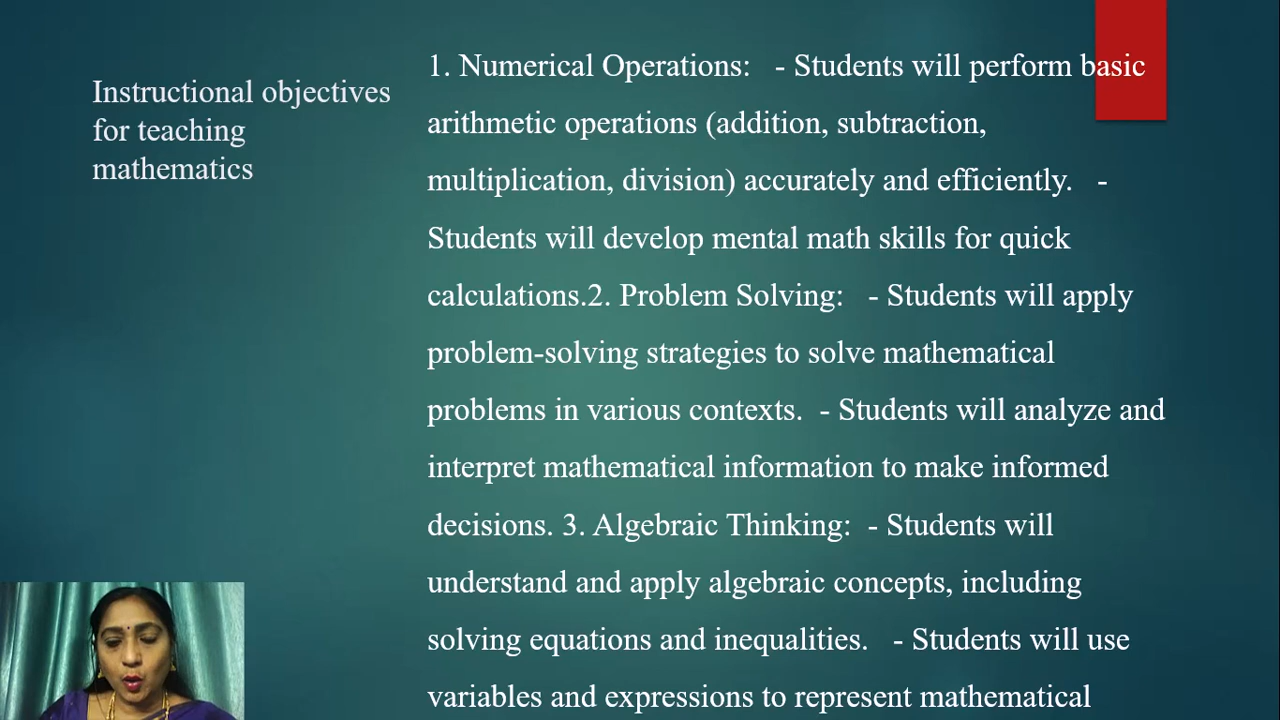 Instructional objectives
for teaching
mathematics
1. Numerical Operations:   - Students will perform basic
arithmetic operations (addition, subtraction,
multiplication, division) accurately and efficiently.   -
Students will develop mental math skills for quick
calculations.2. Problem Solving:   - Students will apply
problem-solving strategies to solve mathematical
problems in various contexts.  - Students will analyze and
interpret mathematical information to make informed
decisions. 3. Algebraic Thinking:  - Students will
understand and apply algebraic concepts, including
solving equations and inequalities.   - Students will use
variables and expressions to represent mathematical